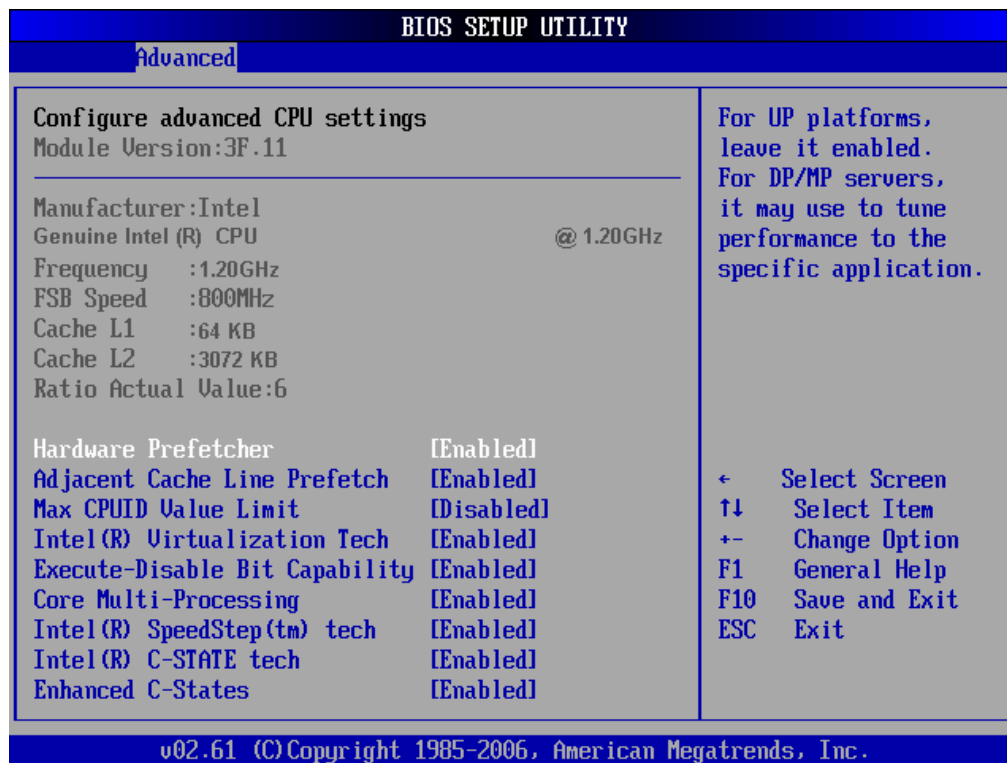 BIOS SETUP UTILITY
Advanced
Configure advanced CPU settings
Module Version:3F.11
Manufacturer:Intel
Genuine Intel (R) CPU @ 1.20GHz
Frequency :1.20GHz
FSB Speed :800MHz
Cache L1 :64 KB
Cache L2 :3072 KB
Ratio Actual Value:6
Hardware Prefetcher [Enabled]
Adjacent Cache Line Prefetch [Enabled]
Max CPUID Value Limit [Disabled]
Intel(R) Virtualization Tech [Enabled]
Execute-Disable Bit Capability [Enabled]
Core Multi-Processing [Enabled]
Intel(R) SpeedStep(tm) tech [Enabled]
Intel(R) C-STATE tech [Enabled]
Enhanced C-States [Enabled]
For UP platforms,
leave it enabled.
For DP/MP servers,
it may use to tune
performance to the
specific application.
← Select Screen
↑↓ Select Item
+- Change Option
F1 General Help
F10 Save and Exit
ESC Exit
v02.61 (C)Copyright 1985-2006, American Megatrends, Inc.